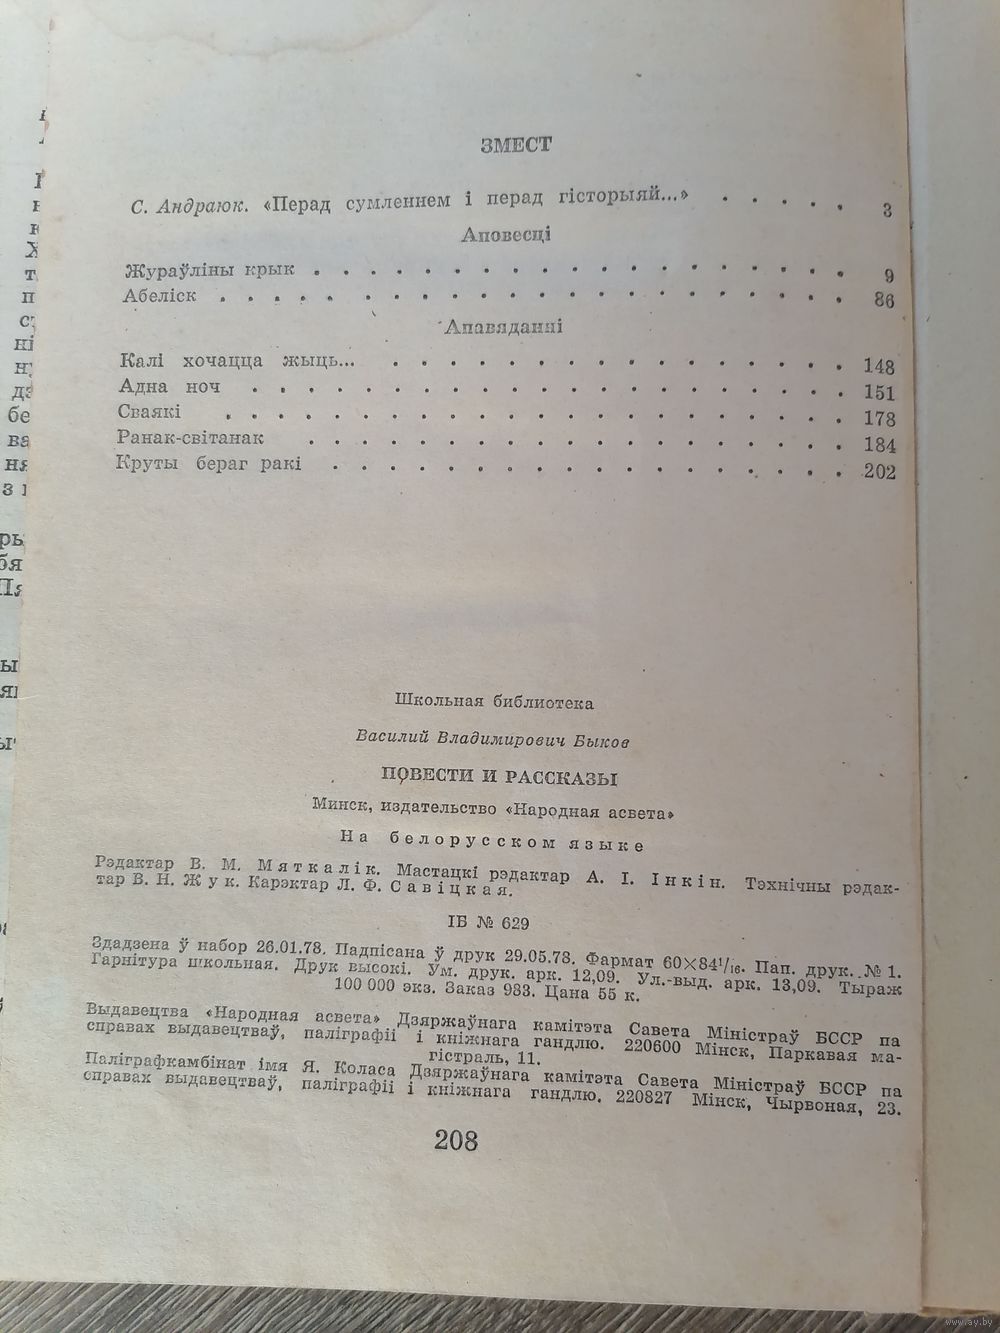 ЗМЕСТ
С. Андраюк. «Перад сумленнем і перад гісторыяй...» . . . . . 3
Аповесці
Жураўліны крык . . . . . . . . . . . . . . . . . . . 9
Абеліск . . . . . . . . . . . . . . . . . . . . . . 86
Апавяданні
Калі хочацца жыць... . . . . . . . . . . . . . . . . 148
Адна ноч . . . . . . . . . . . . . . . . . . . . . 151
Сваякі . . . . . . . . . . . . . . . . . . . . . . 178
Ранак-світанак . . . . . . . . . . . . . . . . . . . 184
Круты бераг ракі . . . . . . . . . . . . . . . . . . 202
Школьная библиотека
Василий Владимирович Быков
ПОВЕСТИ И РАССКАЗЫ
Минск, издательство «Народная асвета»
На белорусском языке
Рэдактар В. М. Мяткалік. Мастацкі рэдактар А. І. Інкін. Тэхнічны рэдак-
тар В. Н. Жук. Карэктар Л. Ф. Савіцкая.
ІБ № 629
Здадзена ў набор 26.01.78. Падпісана ў друк 29.05.78. Фармат 60×84¹/₁₆. Пап. друк. № 1.
Гарнітура школьная. Друк высокі. Ум. друк. арк. 12,09. Ул.-выд. арк. 13,09. Тыраж
100 000 экз. Заказ 983. Цана 55 к.
Выдавецтва «Народная асвета» Дзяржаўнага камітэта Савета Міністраў БССР па
справах выдавецтваў, паліграфіі і кніжнага гандлю. 220600 Мінск, Паркавая ма-
гістраль, 11.
Паліграфкамбінат імя Я. Коласа Дзяржаўнага камітэта Савета Міністраў БССР па
справах выдавецтваў, паліграфіі і кніжнага гандлю. 220827 Мінск, Чырвоная, 23.
208
www.ay.by